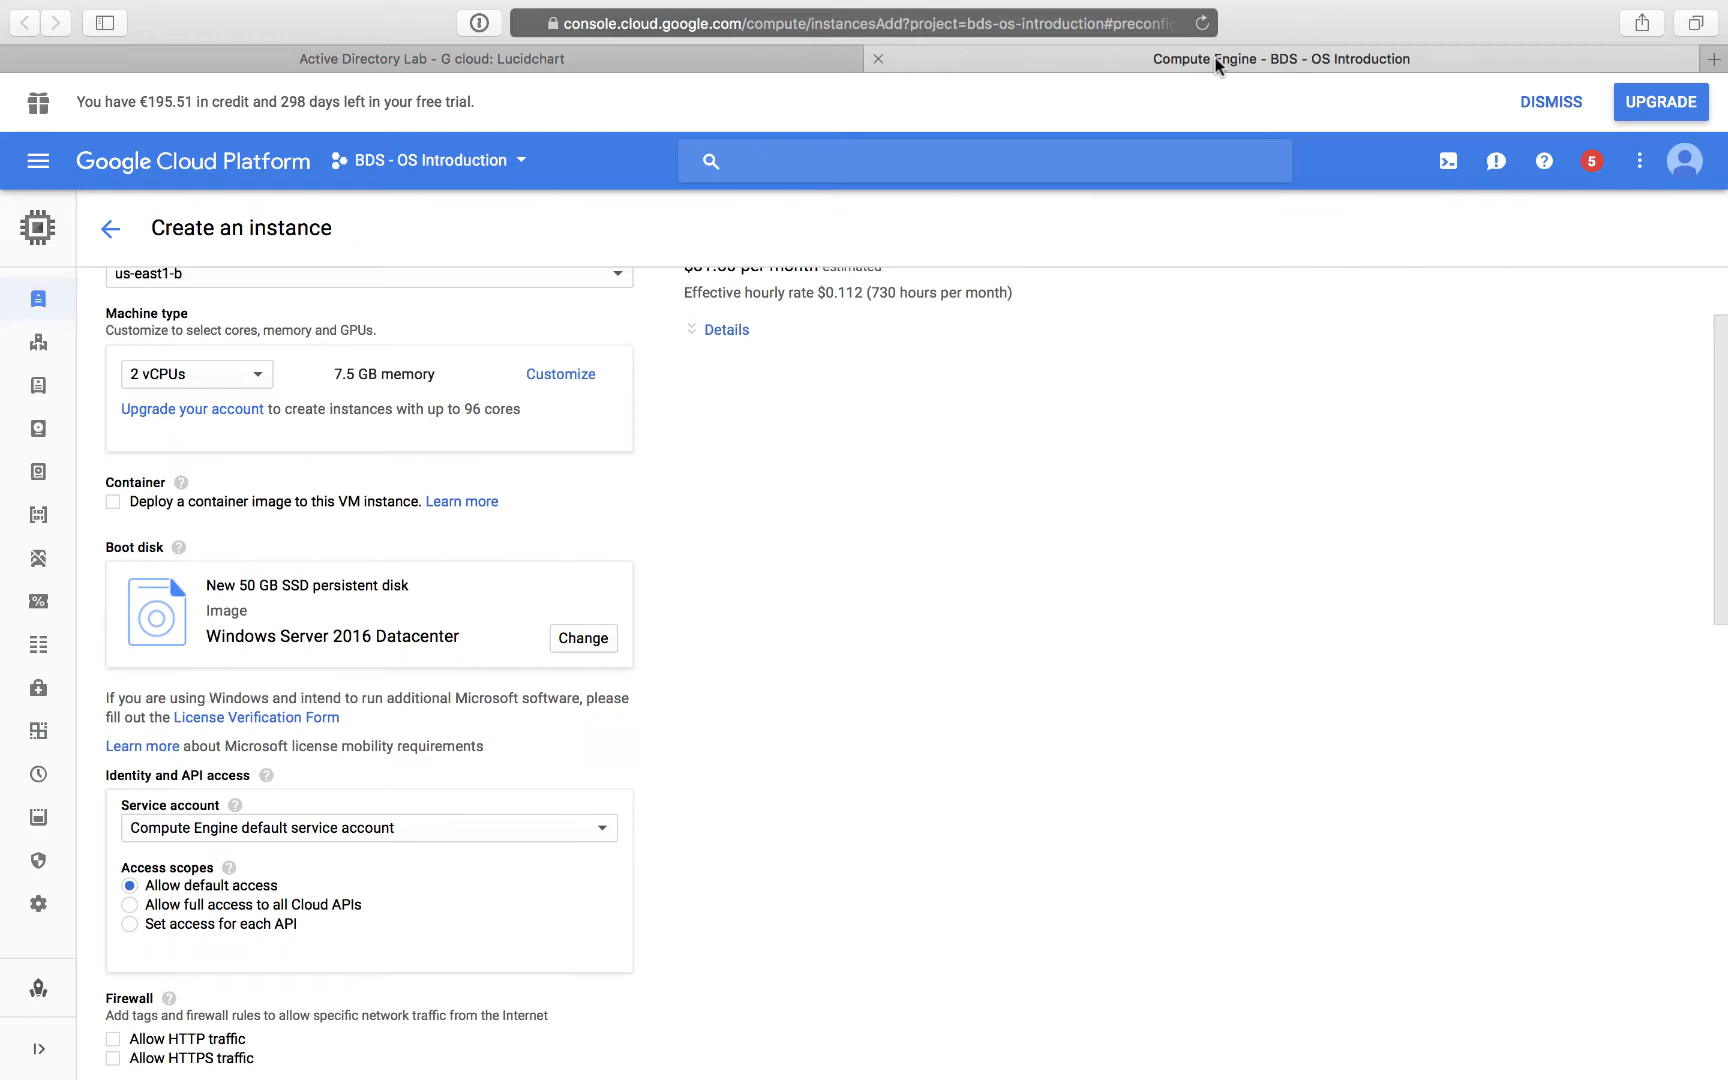 console.cloud.google.com/compute/instancesAdd?project=bds-os-introduction#preconfi
Active Directory Lab - G cloud: Lucidchart
Compute Engine - BDS - OS Introduction
You have €195.51 in credit and 298 days left in your free trial.
DISMISS
UPGRADE
Google Cloud Platform
BDS - OS Introduction
5
Create an instance
us-east1-b
per month estimated
Effective hourly rate $0.112 (730 hours per month)
Details
Machine type
Customize to select cores, memory and GPUs.
2 vCPUs
7.5 GB memory
Customize
Upgrade your account to create instances with up to 96 cores
Container
Deploy a container image to this VM instance. Learn more
Boot disk
New 50 GB SSD persistent disk
Image
Windows Server 2016 Datacenter
Change
If you are using Windows and intend to run additional Microsoft software, please
fill out the License Verification Form
Learn more about Microsoft license mobility requirements
Identity and API access
Service account
Compute Engine default service account
Access scopes
Allow default access
Allow full access to all Cloud APIs
Set access for each API
Firewall
Add tags and firewall rules to allow specific network traffic from the Internet
Allow HTTP traffic
Allow HTTPS traffic